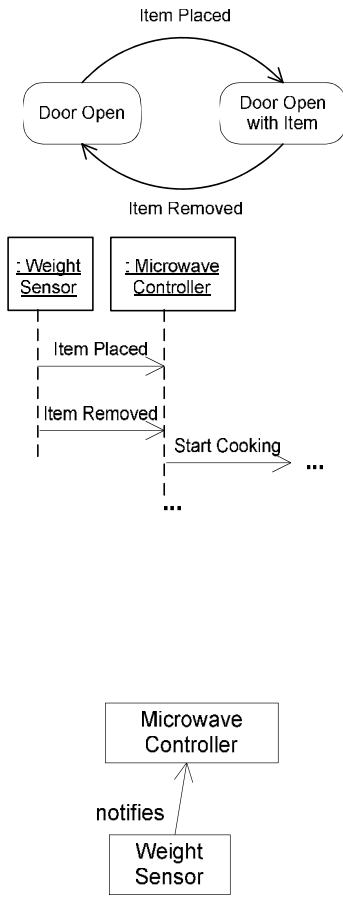 Item Placed
Door Open
Door Open
with Item
Item Removed
: Weight
Sensor
: Microwave
Controller
Item Placed
Item Removed
Start Cooking
...
...
Microwave
Controller
notifies
Weight
Sensor